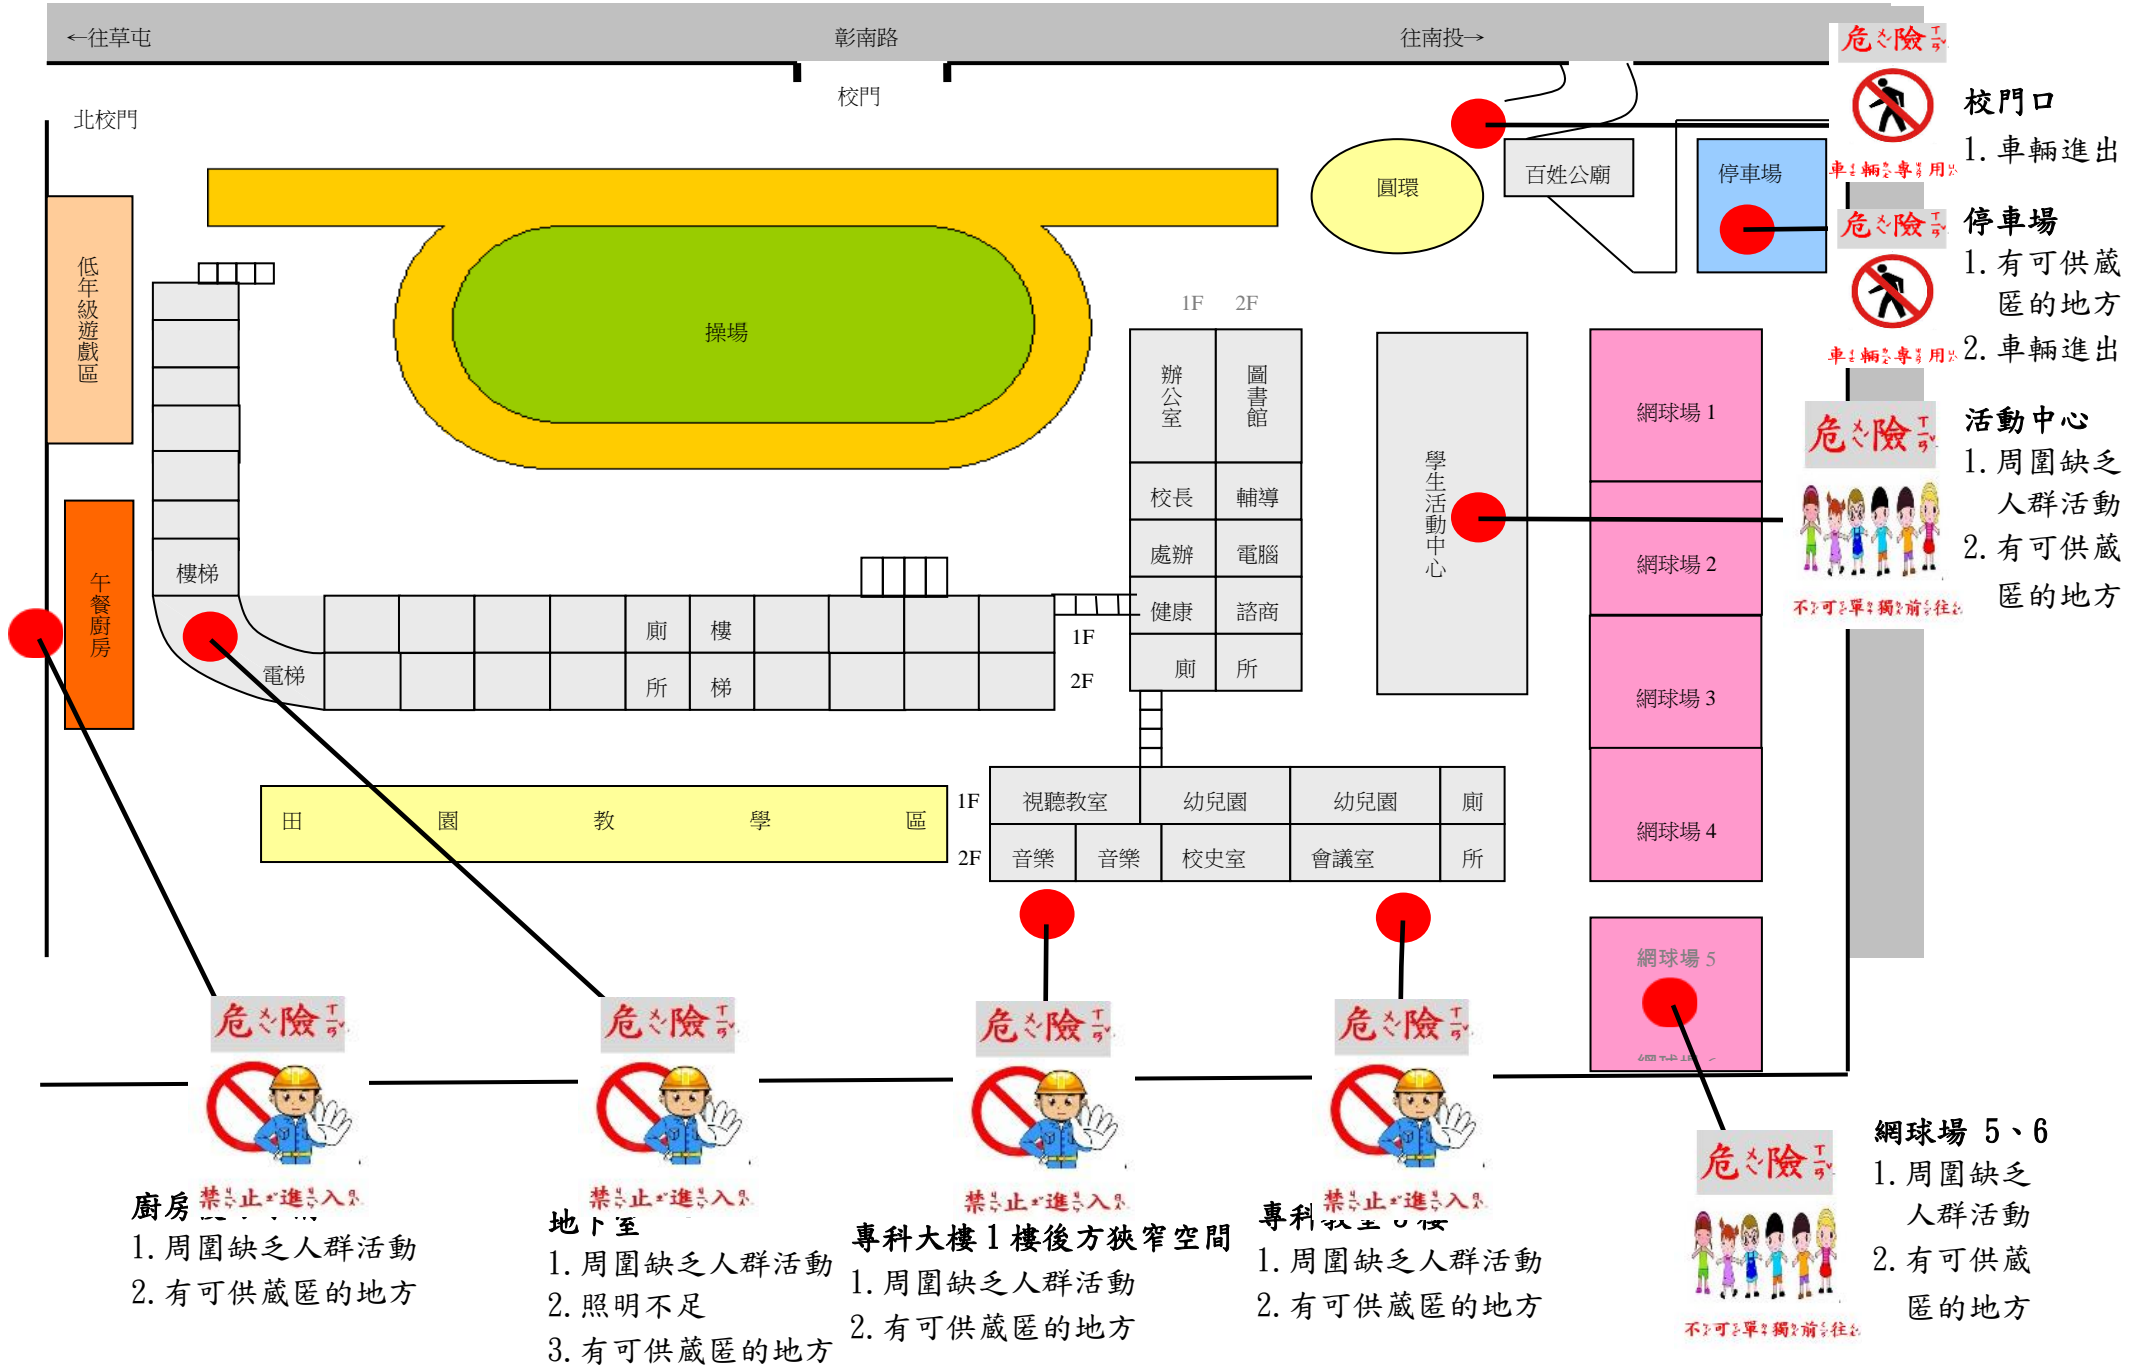 ←往草屯
彰南路
往南投→
校門
北校門
低年級遊戲區
午餐廚房
操場
圓環
百姓公廟
停車場
1F 2F
辦公室
圖書館
校長
輔導
處辦
電腦
健康
諮商
廁所
學生活動中心
網球場 1
網球場 2
網球場 3
網球場 4
網球場 5
樓梯
電梯
廁所
樓梯
1F
2F
田園教學區
1F
視聽教室
幼兒園
幼兒園
廁所
2F
音樂
音樂
校史室
會議室
危險
車輛專用
校門口
1. 車輛進出
危險
車輛專用
停車場
1. 有可供藏
匿的地方
2. 車輛進出
危險
不可單獨前往
活動中心
1. 周圍缺乏
人群活動
2. 有可供藏
匿的地方
危險
禁止進入
廚房
1. 周圍缺乏人群活動
2. 有可供藏匿的地方
危險
禁止進入
地下室
1. 周圍缺乏人群活動
2. 照明不足
3. 有可供藏匿的地方
危險
禁止進入
專科大樓 1 樓後方狹窄空間
1. 周圍缺乏人群活動
2. 有可供藏匿的地方
危險
禁止進入
專科教室
1. 周圍缺乏人群活動
2. 有可供藏匿的地方
危險
不可單獨前往
網球場 5、6
1. 周圍缺乏
人群活動
2. 有可供藏
匿的地方